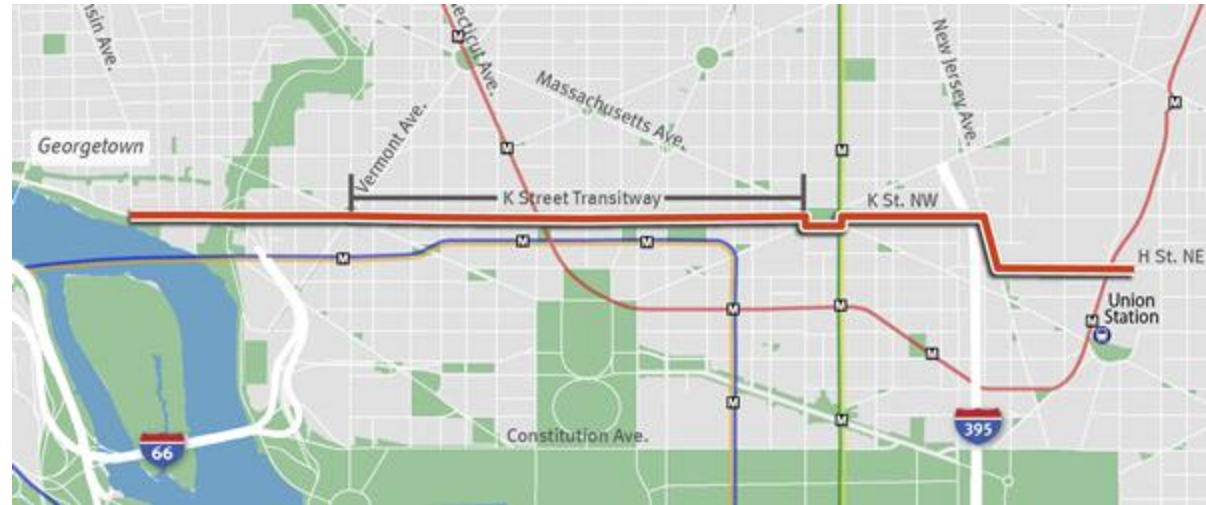 sin Ave.
necticut Ave.
New Jersey Ave.
Massachusetts Ave.
Georgetown
Vermont Ave.
K Street Transitway
K St. NW
H St. NE
Union
Station
Constitution Ave.
66
395
M
M
M
M
M
M
M
M
M
M
M
M
M